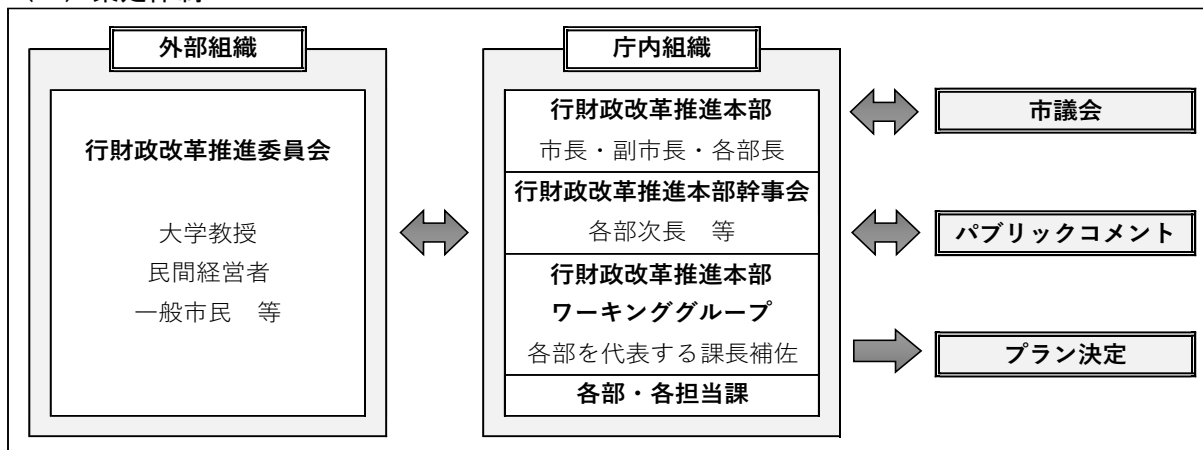 外部組織
行財政改革推進委員会
大学教授
民間経営者
一般市民　等
庁内組織
行財政改革推進本部
市長・副市長・各部長
行財政改革推進本部幹事会
各部次長　等
行財政改革推進本部
ワーキンググループ
各部を代表する課長補佐
各部・各担当課
市議会
パブリックコメント
プラン決定